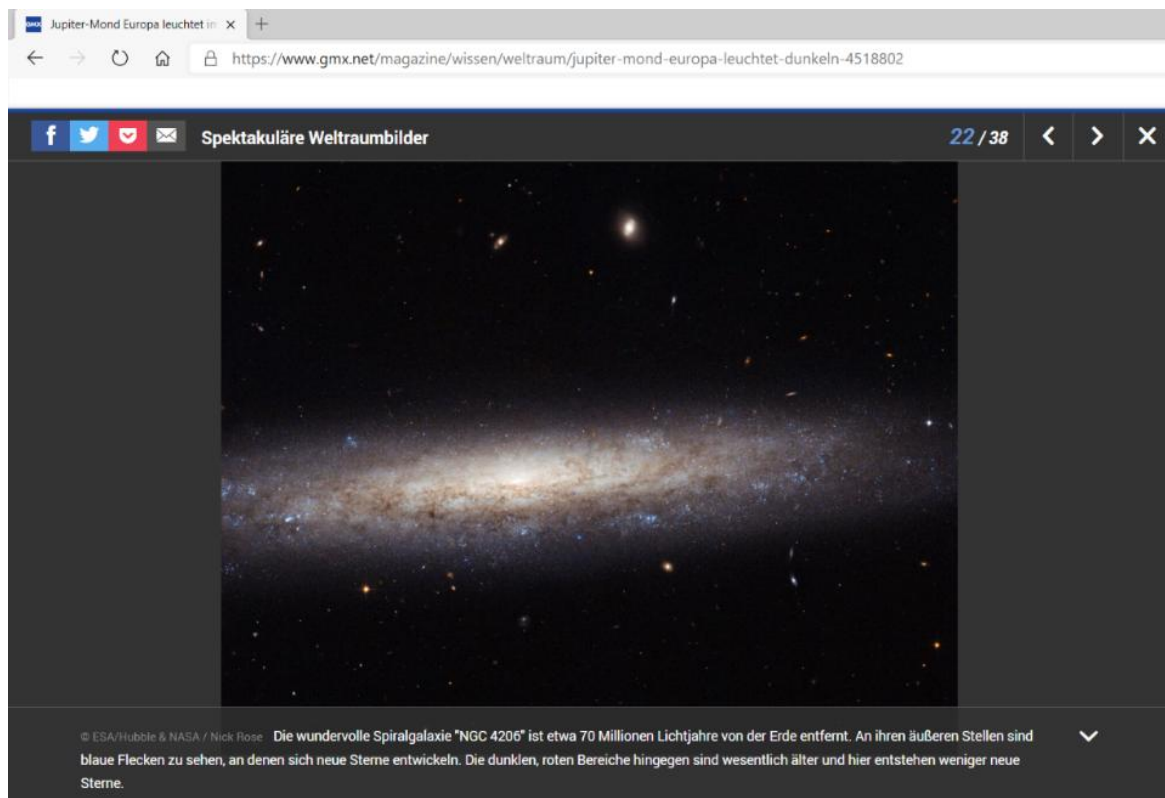 GMX Jupiter-Mond Europa leuchtet im
https://www.gmx.net/magazine/wissen/weltraum/jupiter-mond-europa-leuchtet-dunkeln-4518802
f Spektakuläre Weltraumbilder 22 / 38
© ESA/Hubble & NASA / Nick Rose Die wundervolle Spiralgalaxie "NGC 4206" ist etwa 70 Millionen Lichtjahre von der Erde entfernt. An ihren äußeren Stellen sind
blaue Flecken zu sehen, an denen sich neue Sterne entwickeln. Die dunklen, roten Bereiche hingegen sind wesentlich älter und hier entstehen weniger neue
Sterne.